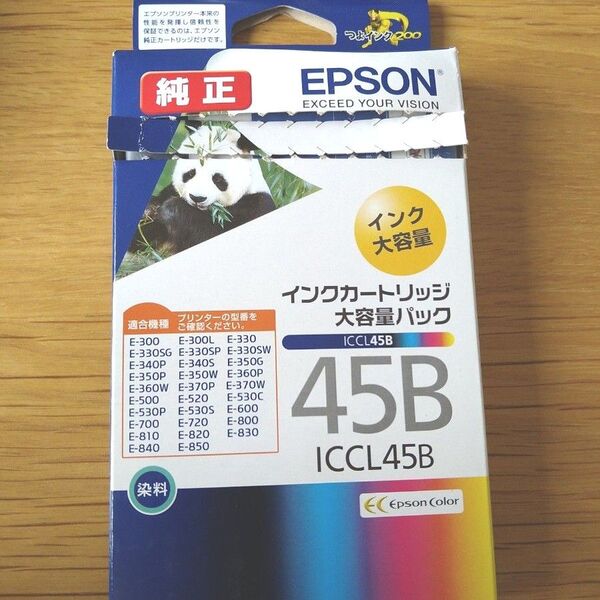 エプソンプリンター本来の
性能を発揮し信頼性を
保証できるのは、エプソン
純正カートリッジだけです。
つよインク200
純正
EPSON
EXCEED YOUR VISION
インク
大容量
インクカートリッジ
大容量パック
ICCL45B
45B
ICCL45B
適合機種
プリンターの型番を
ご確認ください。
E-300 E-300L E-330
E-330SG E-330SP E-330SW
E-340P E-340S E-350G
E-350P E-350W E-360P
E-360W E-370P E-370W
E-500 E-520 E-530C
E-530P E-530S E-600
E-700 E-720 E-800
E-810 E-820 E-830
E-840 E-850
染料
EC Epson Color